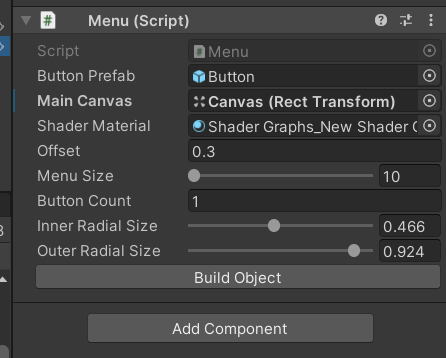 Menu (Script)
Script Menu
Button Prefab Button
Main Canvas Canvas (Rect Transform)
Shader Material Shader Graphs_New Shader
Offset 0.3
Menu Size 10
Button Count 1
Inner Radial Size 0.466
Outer Radial Size 0.924
Build Object
Add Component